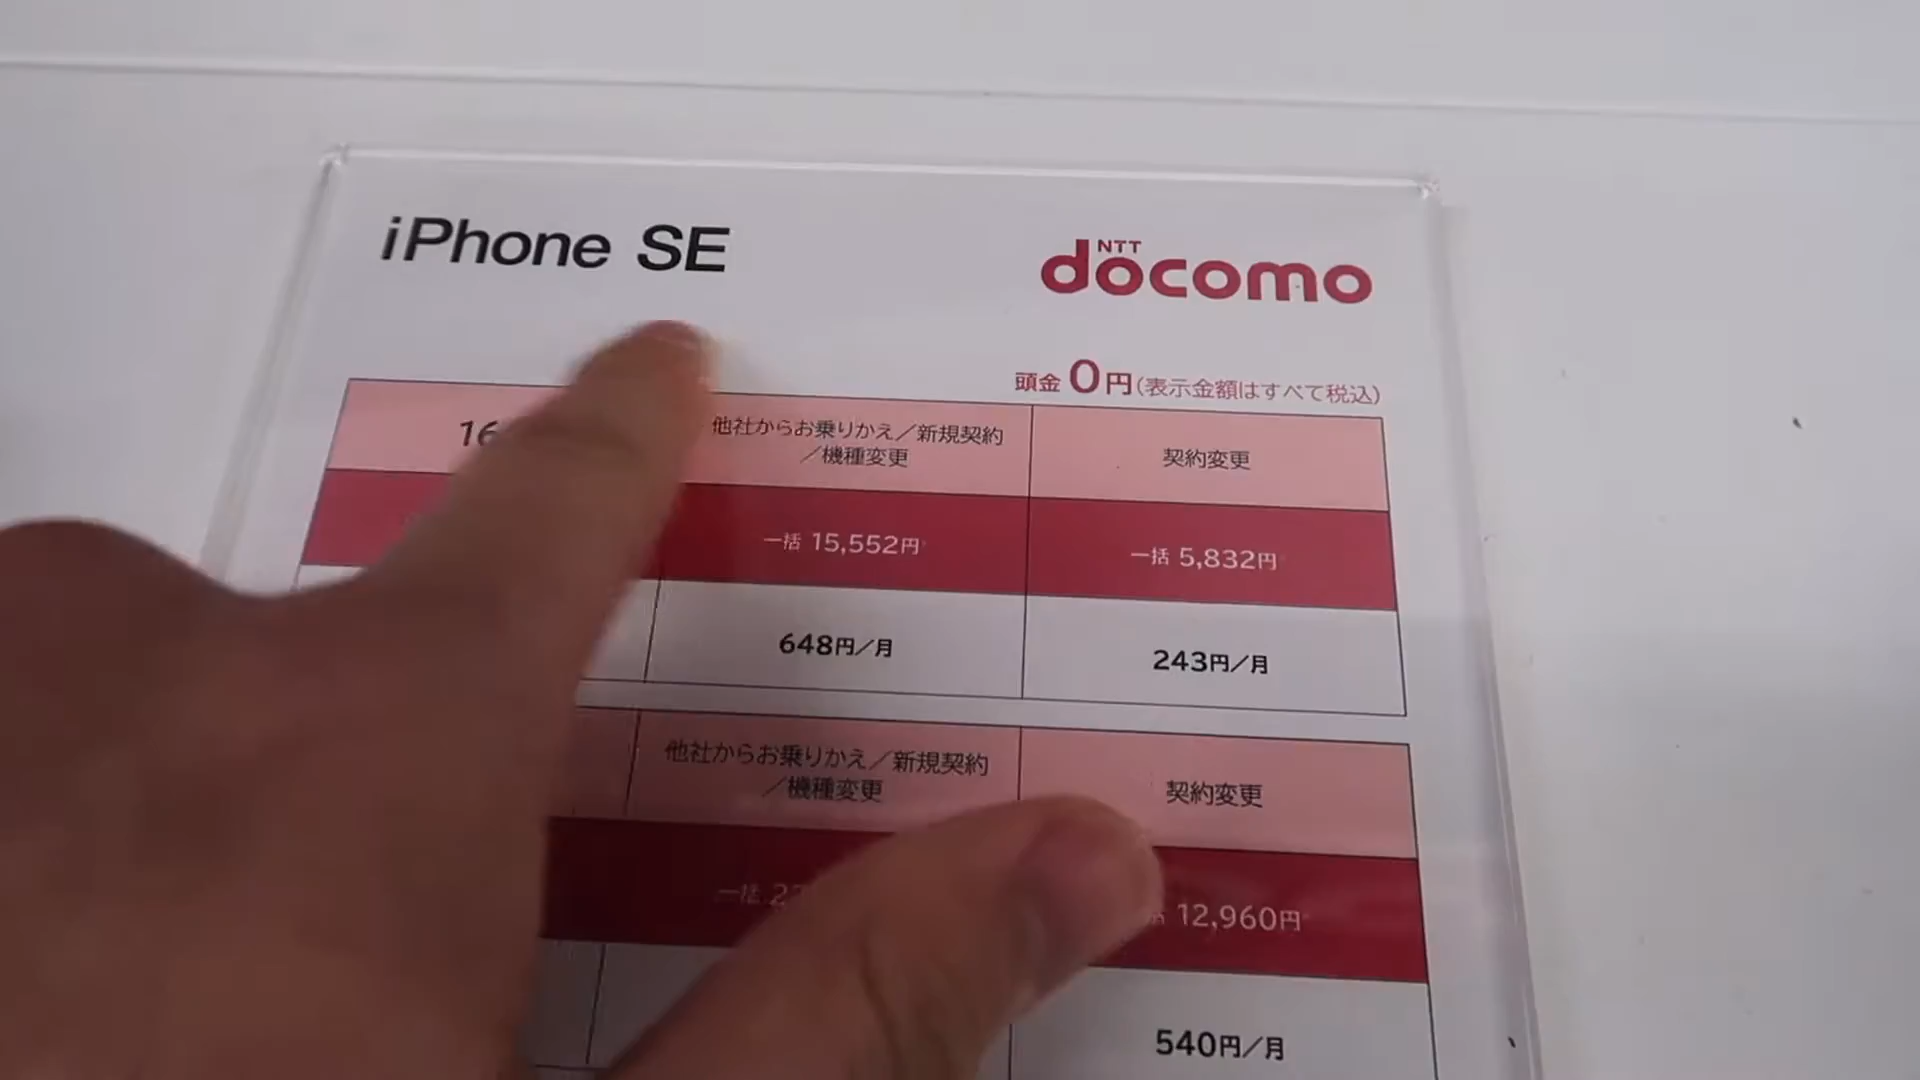 iPhone SE
NTT
docomo
頭金 0円(表示金額はすべて税込)
16
他社からお乗りかえ／新規契約
／機種変更
契約変更
一括 15,552円
一括 5,832円
648円／月
243円／月
他社からお乗りかえ／新規契約
／機種変更
契約変更
一括 2
12,960円
540円／月